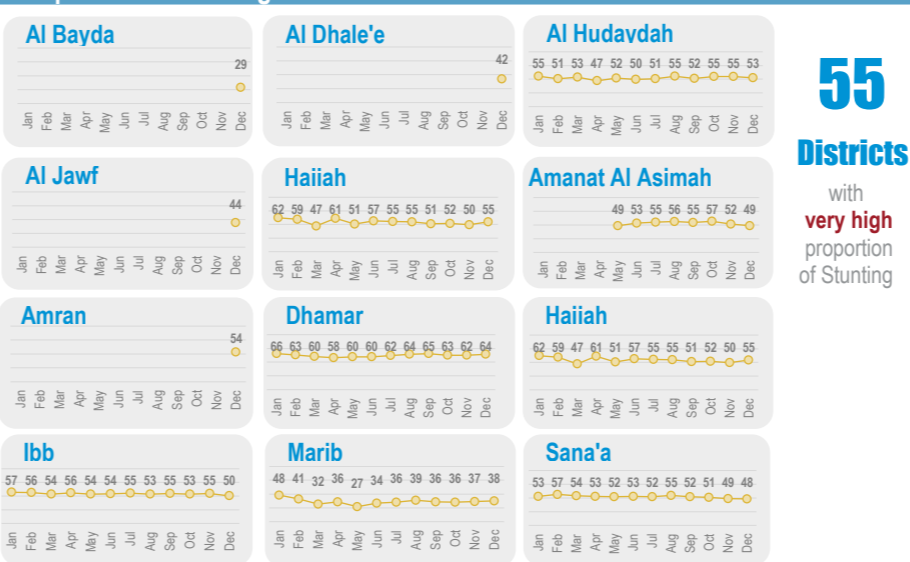 Al Bayda
29
Jan Feb Mar Apr May Jun Jul Aug Sep Oct Nov Dec
Al Dhale'e
42
Jan Feb Mar Apr May Jun Jul Aug Sep Oct Nov Dec
Al Hudaydah
55 51 53 47 52 50 51 55 52 55 55 53
Jan Feb Mar Apr May Jun Jul Aug Sep Oct Nov Dec
Al Jawf
44
Jan Feb Mar Apr May Jun Jul Aug Sep Oct Nov Dec
Haiiah
62 59 47 61 51 57 55 55 51 52 50 55
Jan Feb Mar Apr May Jun Jul Aug Sep Oct Nov Dec
Amanat Al Asimah
49 53 55 56 55 57 52 49
Jan Feb Mar Apr May Jun Jul Aug Sep Oct Nov Dec
Amran
54
Jan Feb Mar Apr May Jun Jul Aug Sep Oct Nov Dec
Dhamar
66 63 60 58 60 60 62 64 65 63 62 64
Jan Feb Mar Apr May Jun Jul Aug Sep Oct Nov Dec
Haiiah
62 59 47 61 51 57 55 55 51 52 50 55
Jan Feb Mar Apr May Jun Jul Aug Sep Oct Nov Dec
Ibb
57 56 54 56 54 54 55 53 55 53 55 50
Jan Feb Mar Apr May Jun Jul Aug Sep Oct Nov Dec
Marib
48 41 32 36 27 34 36 39 36 36 37 38
Jan Feb Mar Apr May Jun Jul Aug Sep Oct Nov Dec
Sana'a
53 57 54 53 52 53 52 55 52 51 49 48
Jan Feb Mar Apr May Jun Jul Aug Sep Oct Nov Dec
55
Districts
with
very high
proportion
of Stunting